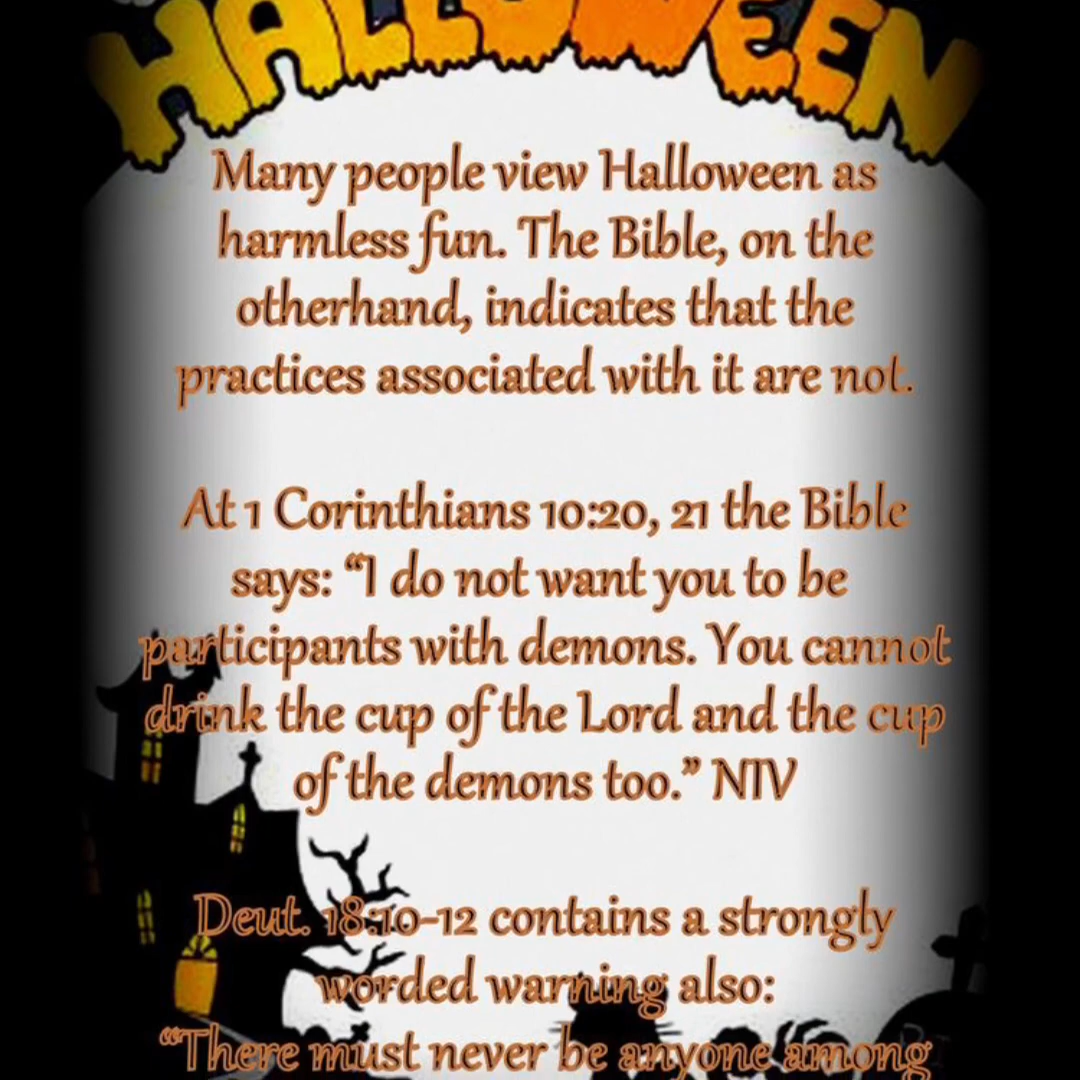 HALLOWEEN
Many people view Halloween as
harmless fun. The Bible, on the
otherhand, indicates that the
practices associated with it are not.
At 1 Corinthians 10:20, 21 the Bible
says: “I do not want you to be
participants with demons. You cannot
drink the cup of the Lord and the cup
of the demons too.” NIV
Deut. 18:10-12 contains a strongly
worded warning also:
“There must never be anyone among